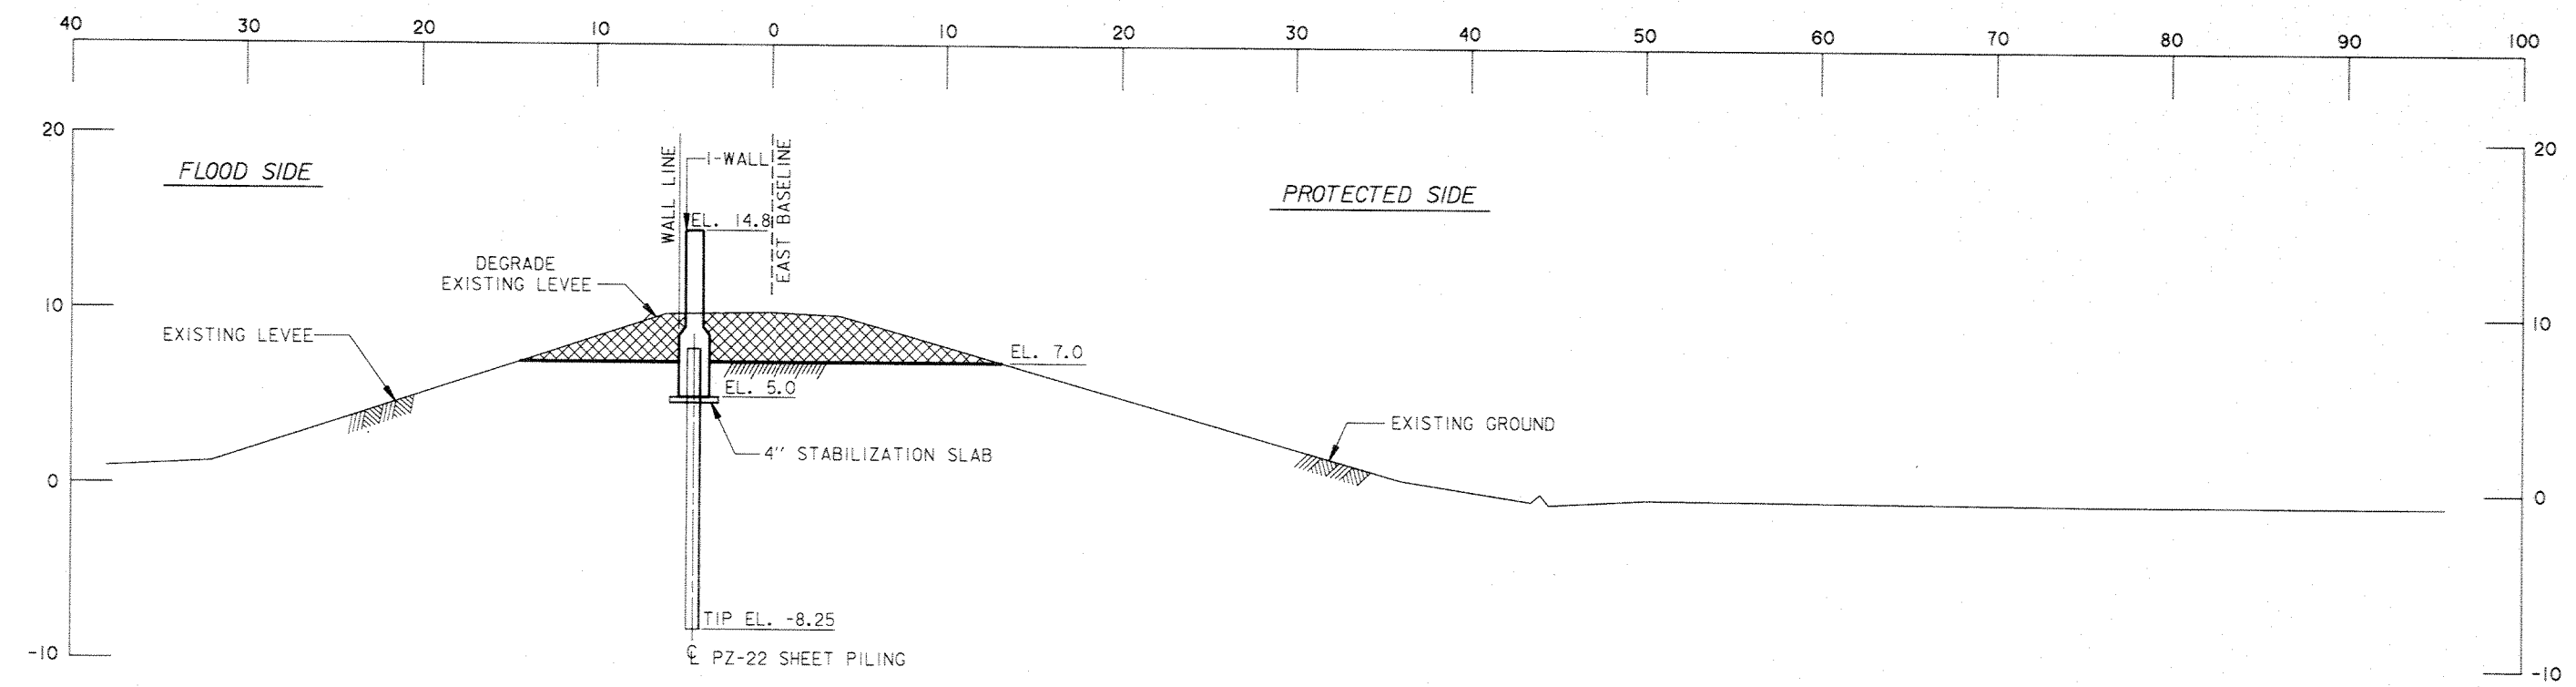 40 30 20 10 0 10 20 30 40 50 60 70 80 90 100
20
20
FLOOD SIDE
PROTECTED SIDE
WALL LINE
I-WALL
EAST BASELINE
EL. 14.8
DEGRADE
EXISTING LEVEE
10
10
EXISTING LEVEE
EL. 7.0
EL. 5.0
EXISTING GROUND
4" STABILIZATION SLAB
0
0
TIP EL. -8.25
℄ PZ-22 SHEET PILING
-10
-10